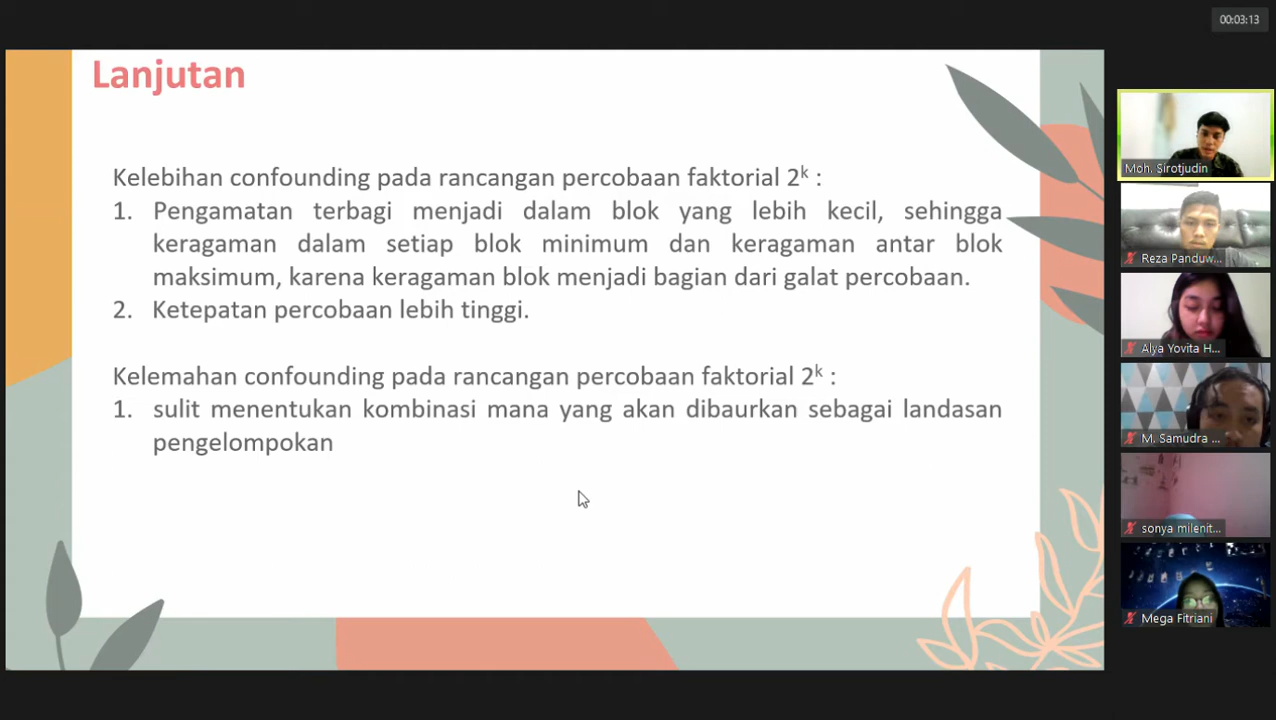 00:03:13
Lanjutan
Kelebihan confounding pada rancangan percobaan faktorial 2ᵏ :
1. Pengamatan terbagi menjadi dalam blok yang lebih kecil, sehingga
keragaman dalam setiap blok minimum dan keragaman antar blok
maksimum, karena keragaman blok menjadi bagian dari galat percobaan.
2. Ketepatan percobaan lebih tinggi.
Kelemahan confounding pada rancangan percobaan faktorial 2ᵏ :
1. sulit menentukan kombinasi mana yang akan dibaurkan sebagai landasan
pengelompokan
Moh. Sirotjudin
Reza Panduw...
Alya Yovita H...
M. Samudra ...
sonya milenit...
Mega Fitriani